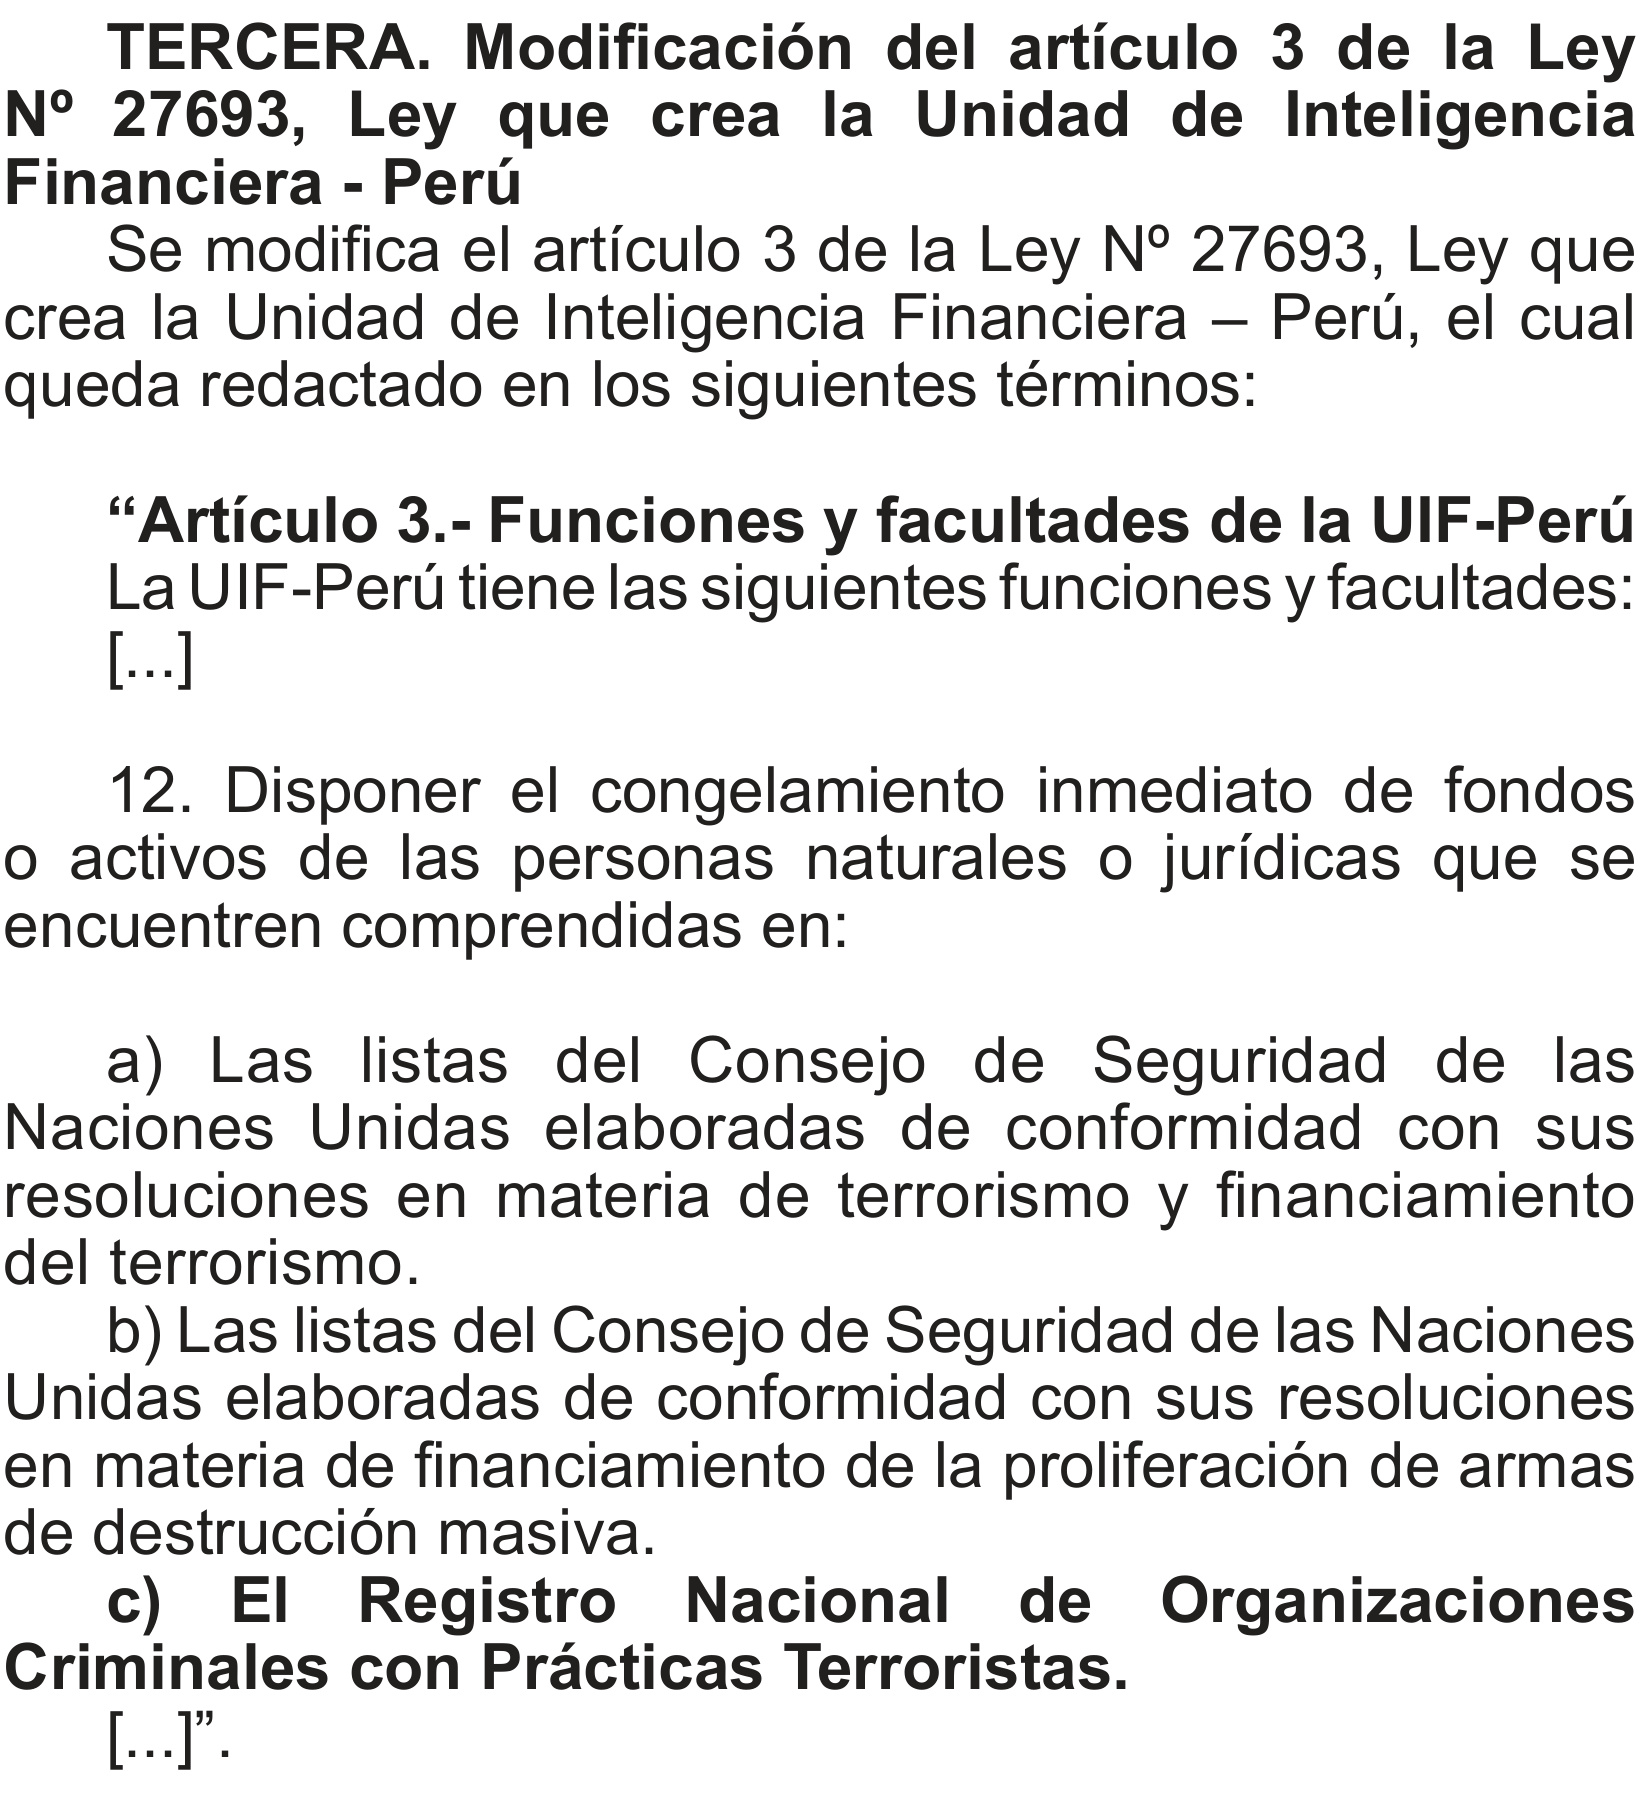 TERCERA. Modificación del artículo 3 de la Ley
Nº 27693, Ley que crea la Unidad de Inteligencia
Financiera - Perú
Se modifica el artículo 3 de la Ley Nº 27693, Ley que
crea la Unidad de Inteligencia Financiera – Perú, el cual
queda redactado en los siguientes términos:
“Artículo 3.- Funciones y facultades de la UIF-Perú
La UIF-Perú tiene las siguientes funciones y facultades:
[...]
12. Disponer el congelamiento inmediato de fondos
o activos de las personas naturales o jurídicas que se
encuentren comprendidas en:
a) Las listas del Consejo de Seguridad de las
Naciones Unidas elaboradas de conformidad con sus
resoluciones en materia de terrorismo y financiamiento
del terrorismo.
b) Las listas del Consejo de Seguridad de las Naciones
Unidas elaboradas de conformidad con sus resoluciones
en materia de financiamiento de la proliferación de armas
de destrucción masiva.
c) El Registro Nacional de Organizaciones
Criminales con Prácticas Terroristas.
[...]”.